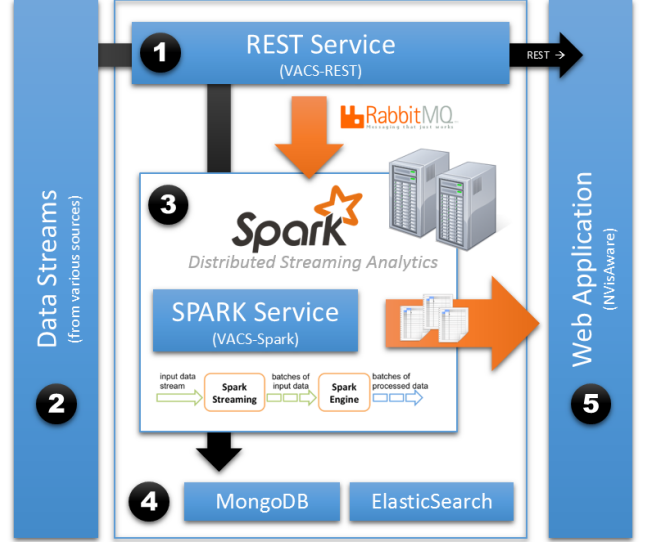 1
REST Service
(VACS-REST)
REST →
RabbitMQ
Messaging that just works
Data Streams
(from various sources)
2
3
Spark
Distributed Streaming Analytics
SPARK Service
(VACS-Spark)
input data
stream
Spark
Streaming
batches of
input data
Spark
Engine
batches of
processed data
4
MongoDB
ElasticSearch
Web Application
(NVisAware)
5